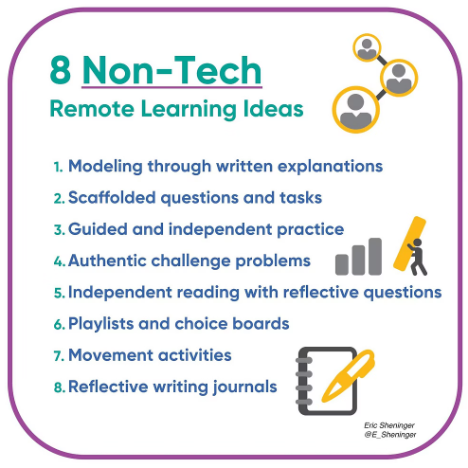 8 Non-Tech
Remote Learning Ideas
1. Modeling through written explanations
2. Scaffolded questions and tasks
3. Guided and independent practice
4. Authentic challenge problems
5. Independent reading with reflective questions
6. Playlists and choice boards
7. Movement activities
8. Reflective writing journals
Eric Sheninger
@E_Sheninger